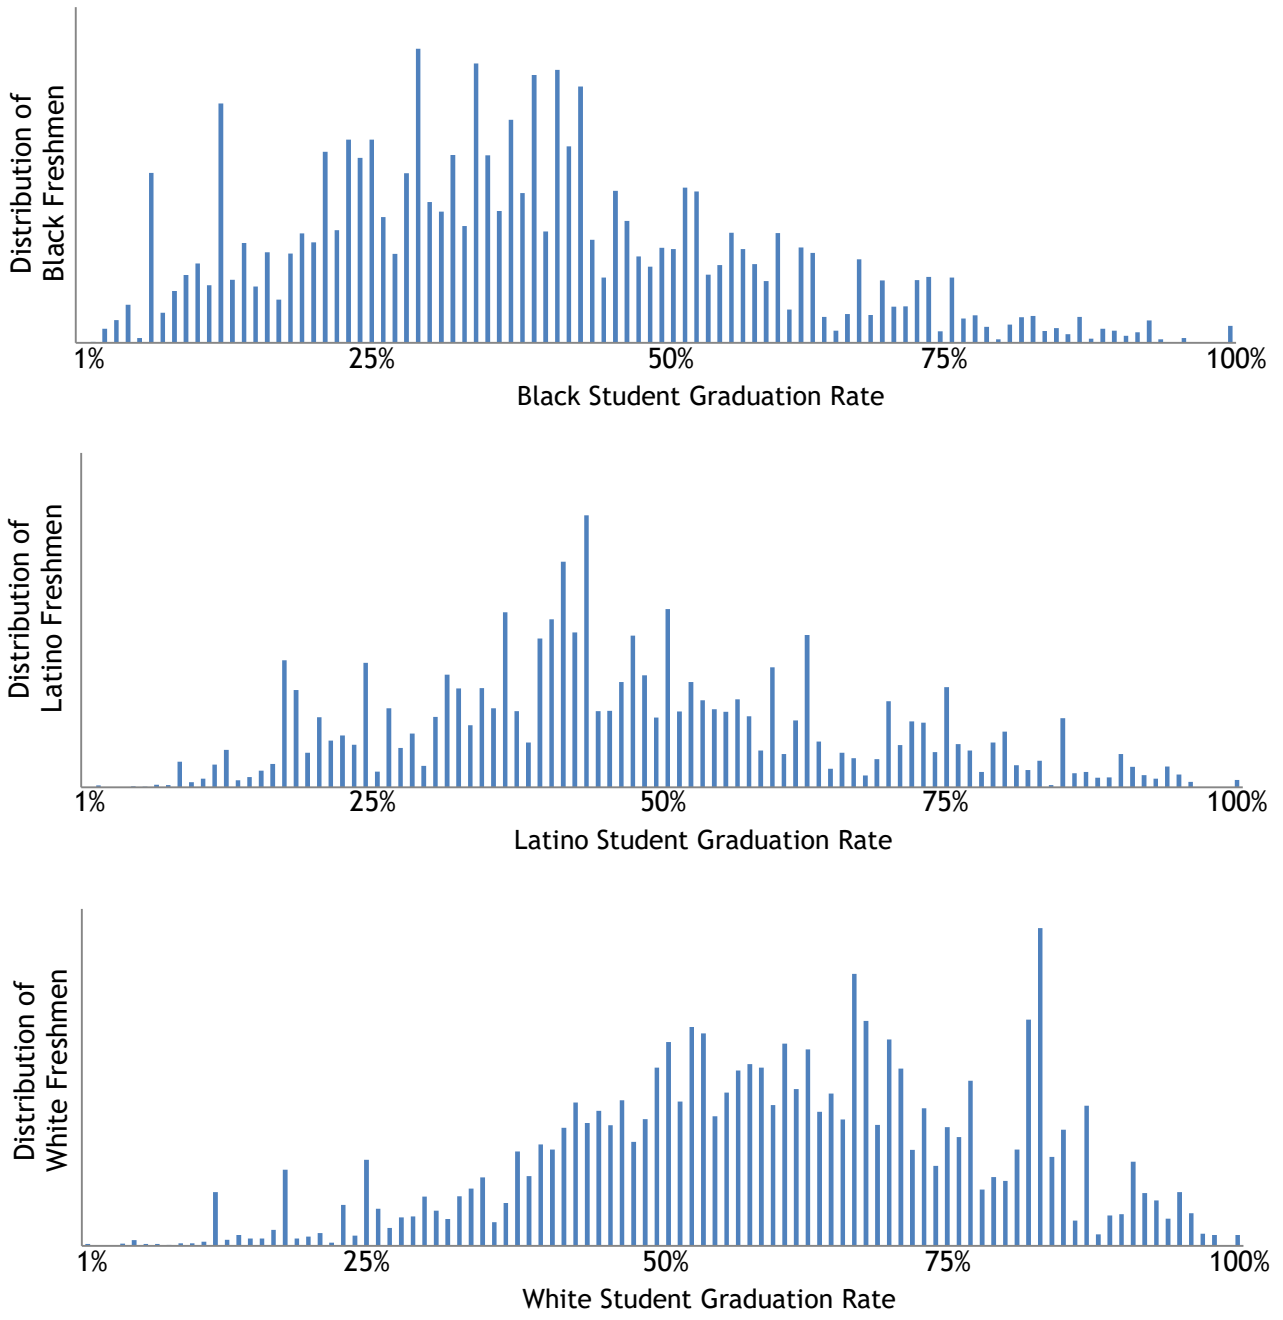 Distribution of
Black Freshmen
1% 25% 50% 75% 100%
Black Student Graduation Rate
Distribution of
Latino Freshmen
1% 25% 50% 75% 100%
Latino Student Graduation Rate
Distribution of
White Freshmen
1% 25% 50% 75% 100%
White Student Graduation Rate